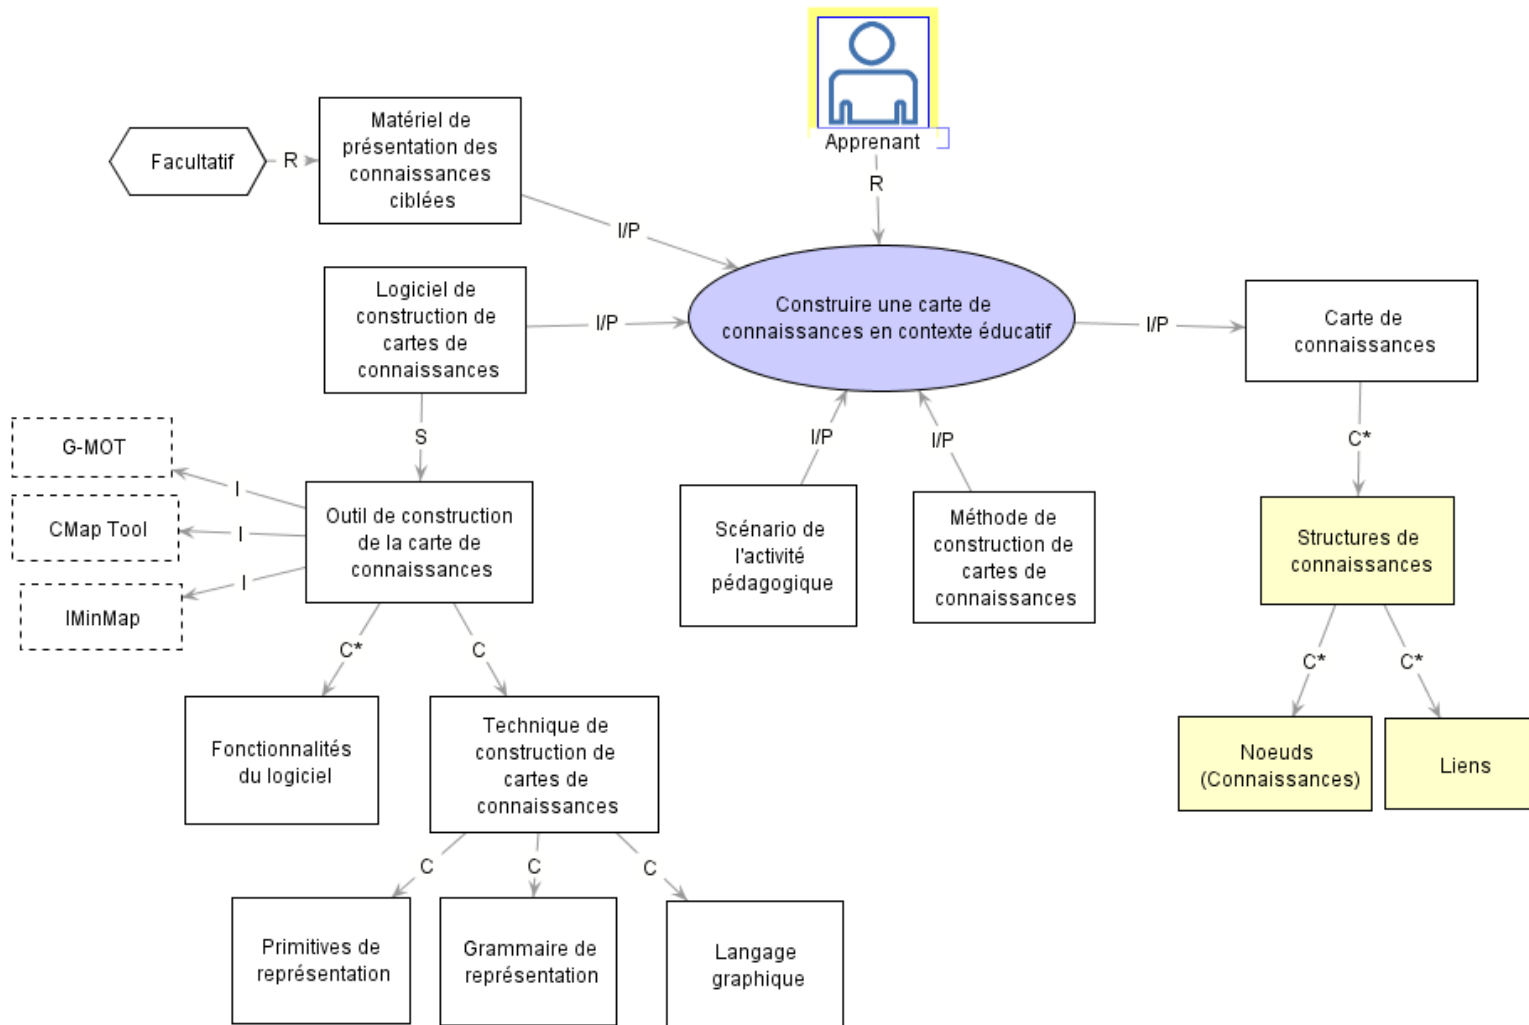 Apprenant
R
Facultatif
R
Matériel de
présentation des
connaissances
ciblées
I/P
Logiciel de
construction de
cartes de
connaissances
I/P
Construire une carte de
connaissances en contexte éducatif
I/P
Carte de
connaissances
S
C*
G-MOT
I
CMap Tool
I
IMinMap
I
Outil de construction
de la carte de
connaissances
I/P
I/P
Scénario de
l'activité
pédagogique
Méthode de
construction de
cartes de
connaissances
Structures de
connaissances
C*
C
C*
C*
Fonctionnalités
du logiciel
Technique de
construction de
cartes de
connaissances
Noeuds
(Connaissances)
Liens
C
C
C
Primitives de
représentation
Grammaire de
représentation
Langage
graphique